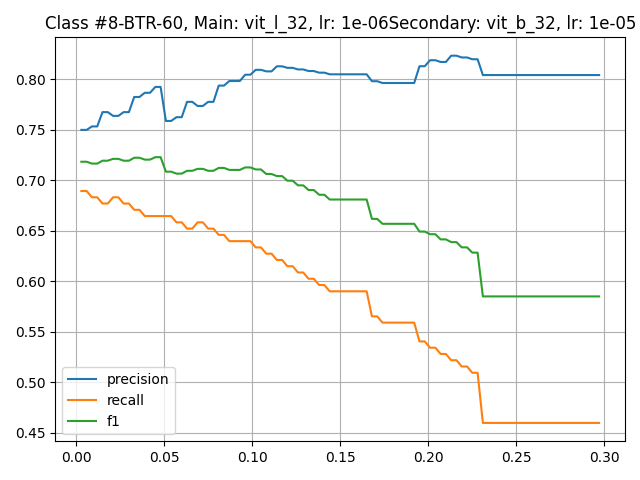 Class #8-BTR-60, Main: vit_l_32, lr: 1e-06Secondary: vit_b_32, lr: 1e-05
0.80
0.75
0.70
0.65
0.60
0.55
0.50
0.45
precision
recall
f1
0.00 0.05 0.10 0.15 0.20 0.25 0.30